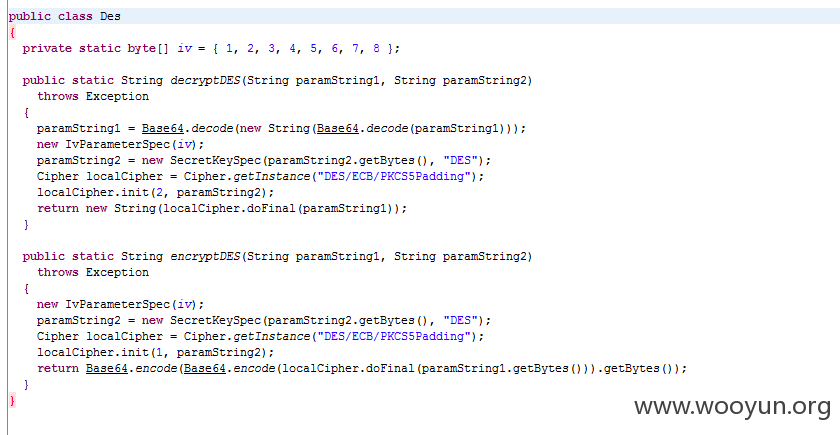 public class Des
{
  private static byte[] iv = { 1, 2, 3, 4, 5, 6, 7, 8 };

  public static String decryptDES(String paramString1, String paramString2)
    throws Exception
  {
    paramString1 = Base64.decode(new String(Base64.decode(paramString1)));
    new IvParameterSpec(iv);
    paramString2 = new SecretKeySpec(paramString2.getBytes(), "DES");
    Cipher localCipher = Cipher.getInstance("DES/ECB/PKCS5Padding");
    localCipher.init(2, paramString2);
    return new String(localCipher.doFinal(paramString1));
  }

  public static String encryptDES(String paramString1, String paramString2)
    throws Exception
  {
    new IvParameterSpec(iv);
    paramString2 = new SecretKeySpec(paramString2.getBytes(), "DES");
    Cipher localCipher = Cipher.getInstance("DES/ECB/PKCS5Padding");
    localCipher.init(1, paramString2);
    return Base64.encode(Base64.encode(localCipher.doFinal(paramString1.getBytes())).getBytes());
  }
}
www.wooyun.org